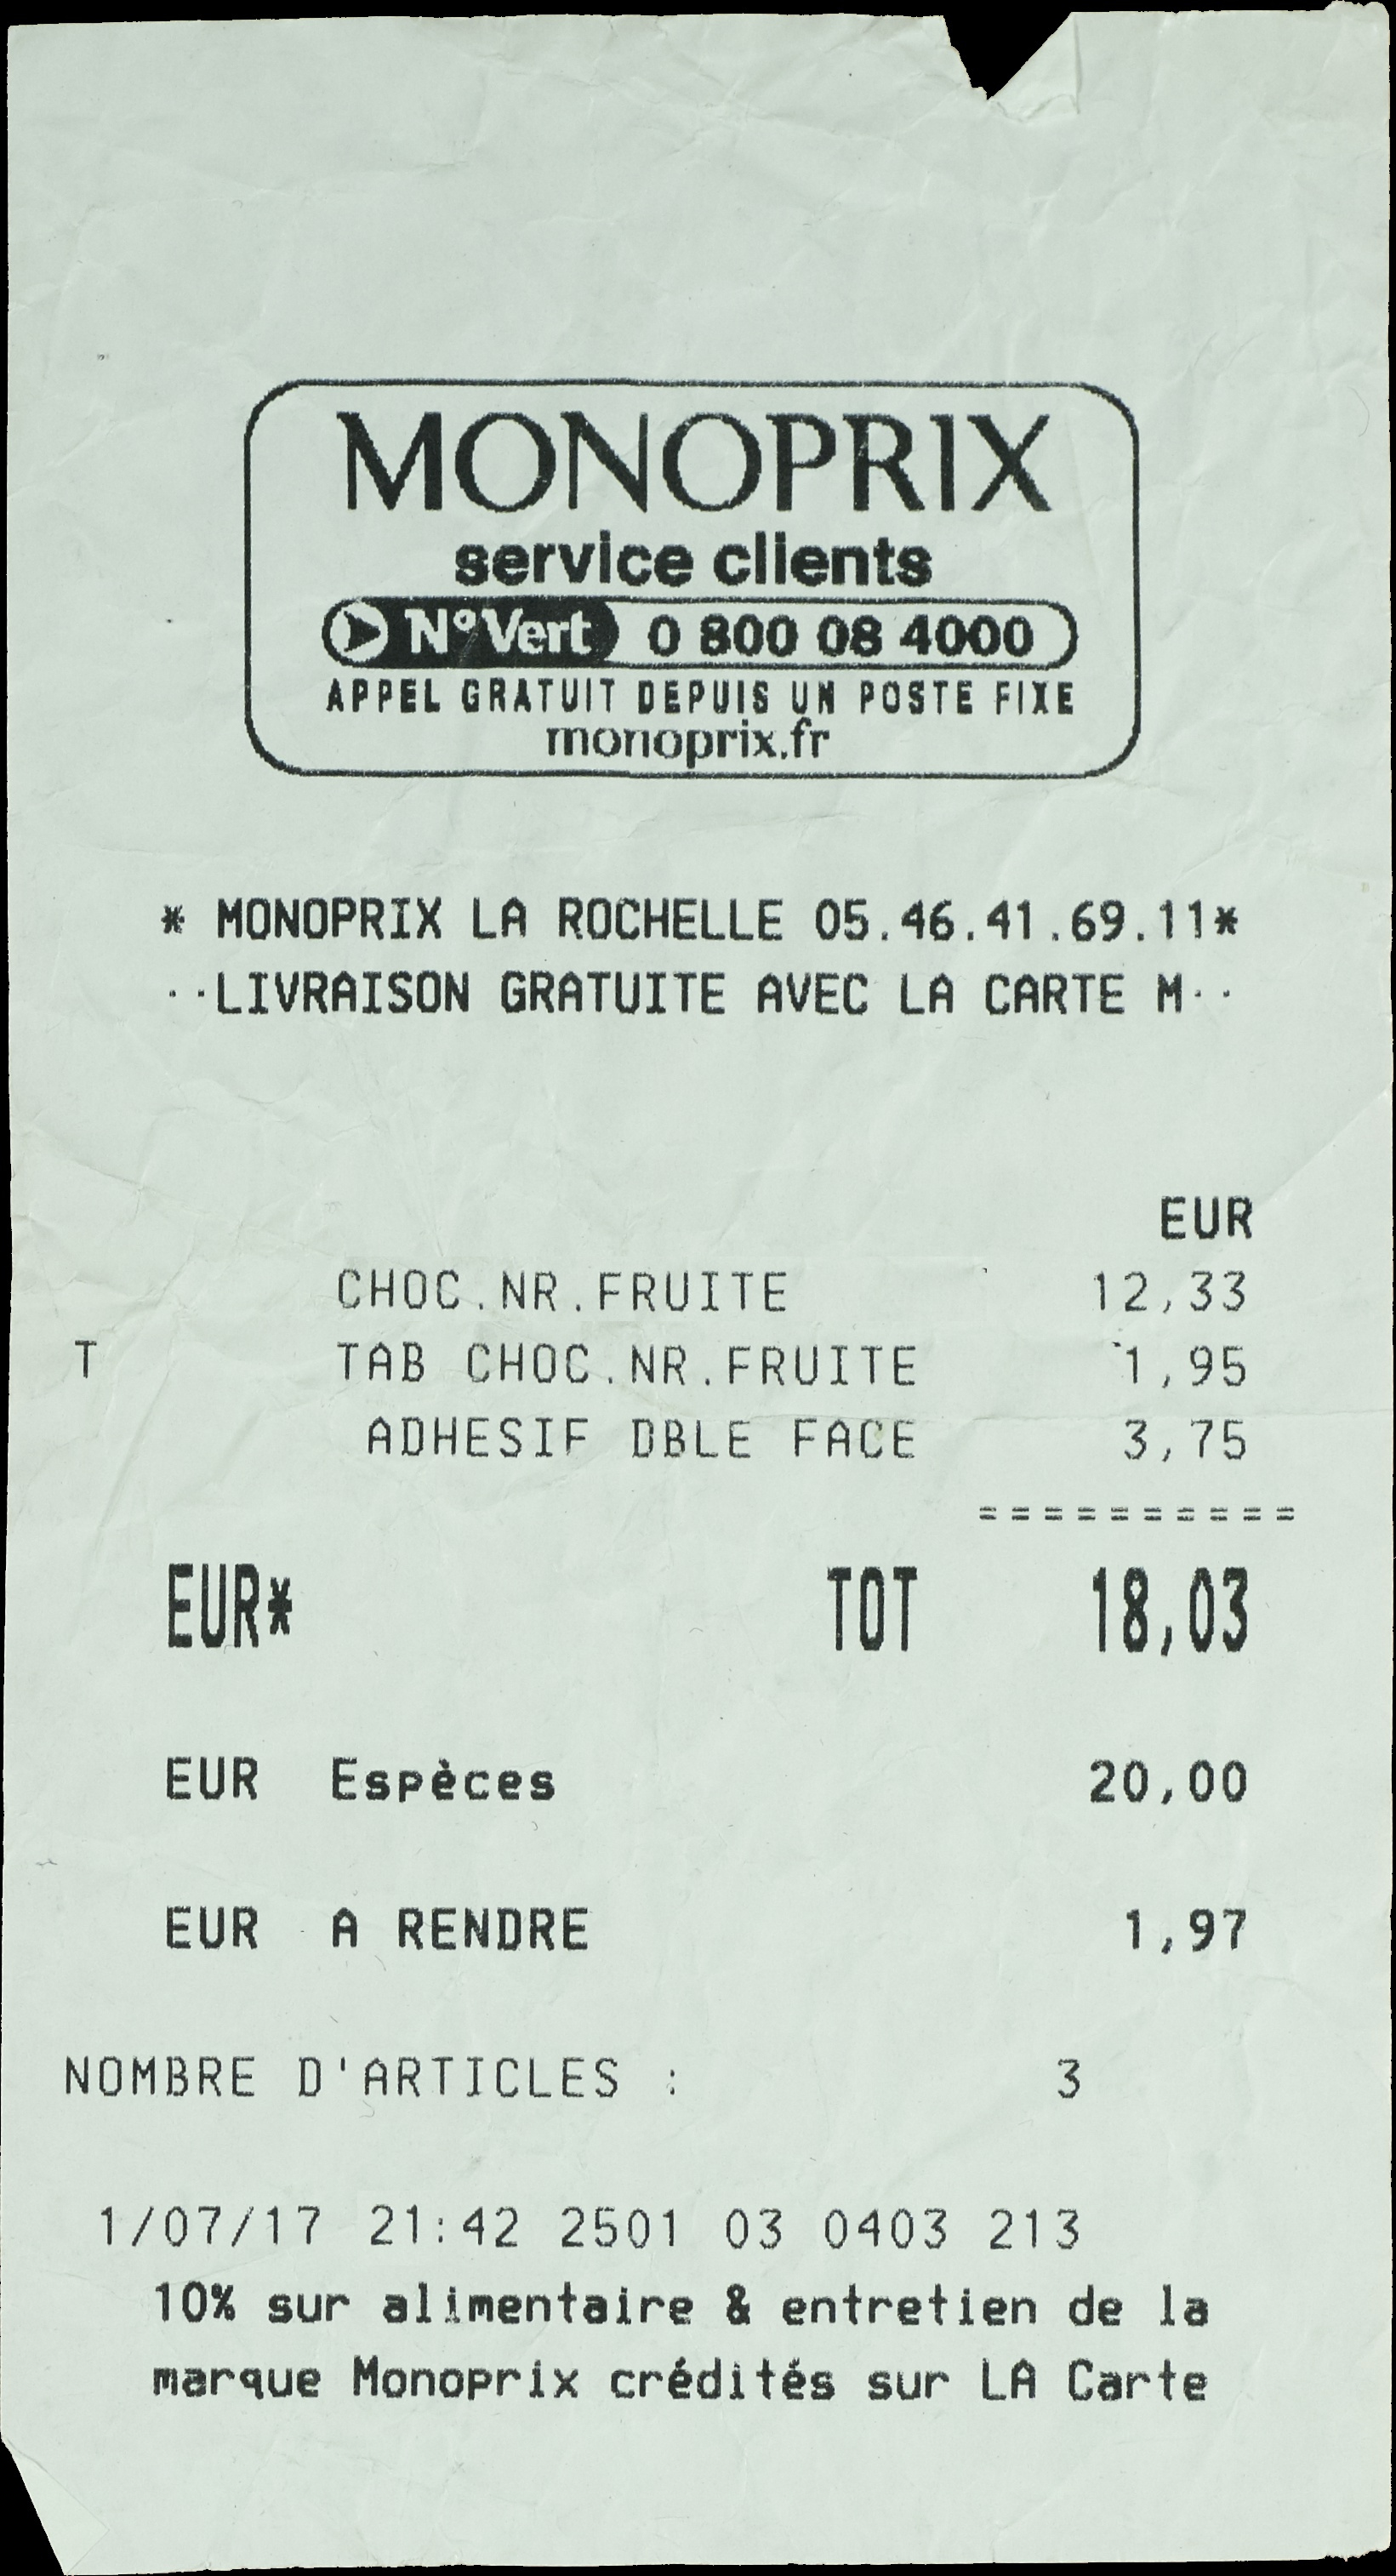 MONOPRIX
service clients
N°Vert 0 800 08 4000
APPEL GRATUIT DEPUIS UN POSTE FIXE
monoprix.fr
* MONOPRIX LA ROCHELLE 05.46.41.69.11*
··LIVRAISON GRATUITE AVEC LA CARTE M··
EUR
CHOC.NR.FRUITE 12,33
T TAB CHOC.NR.FRUITE 1,95
ADHESIF DBLE FACE 3,75
==========
EUR* TOT 18,03
EUR Espèces 20,00
EUR A RENDRE 1,97
NOMBRE D'ARTICLES : 3
1/07/17 21:42 2501 03 0403 213
10% sur alimentaire & entretien de la
marque Monoprix crédités sur LA Carte